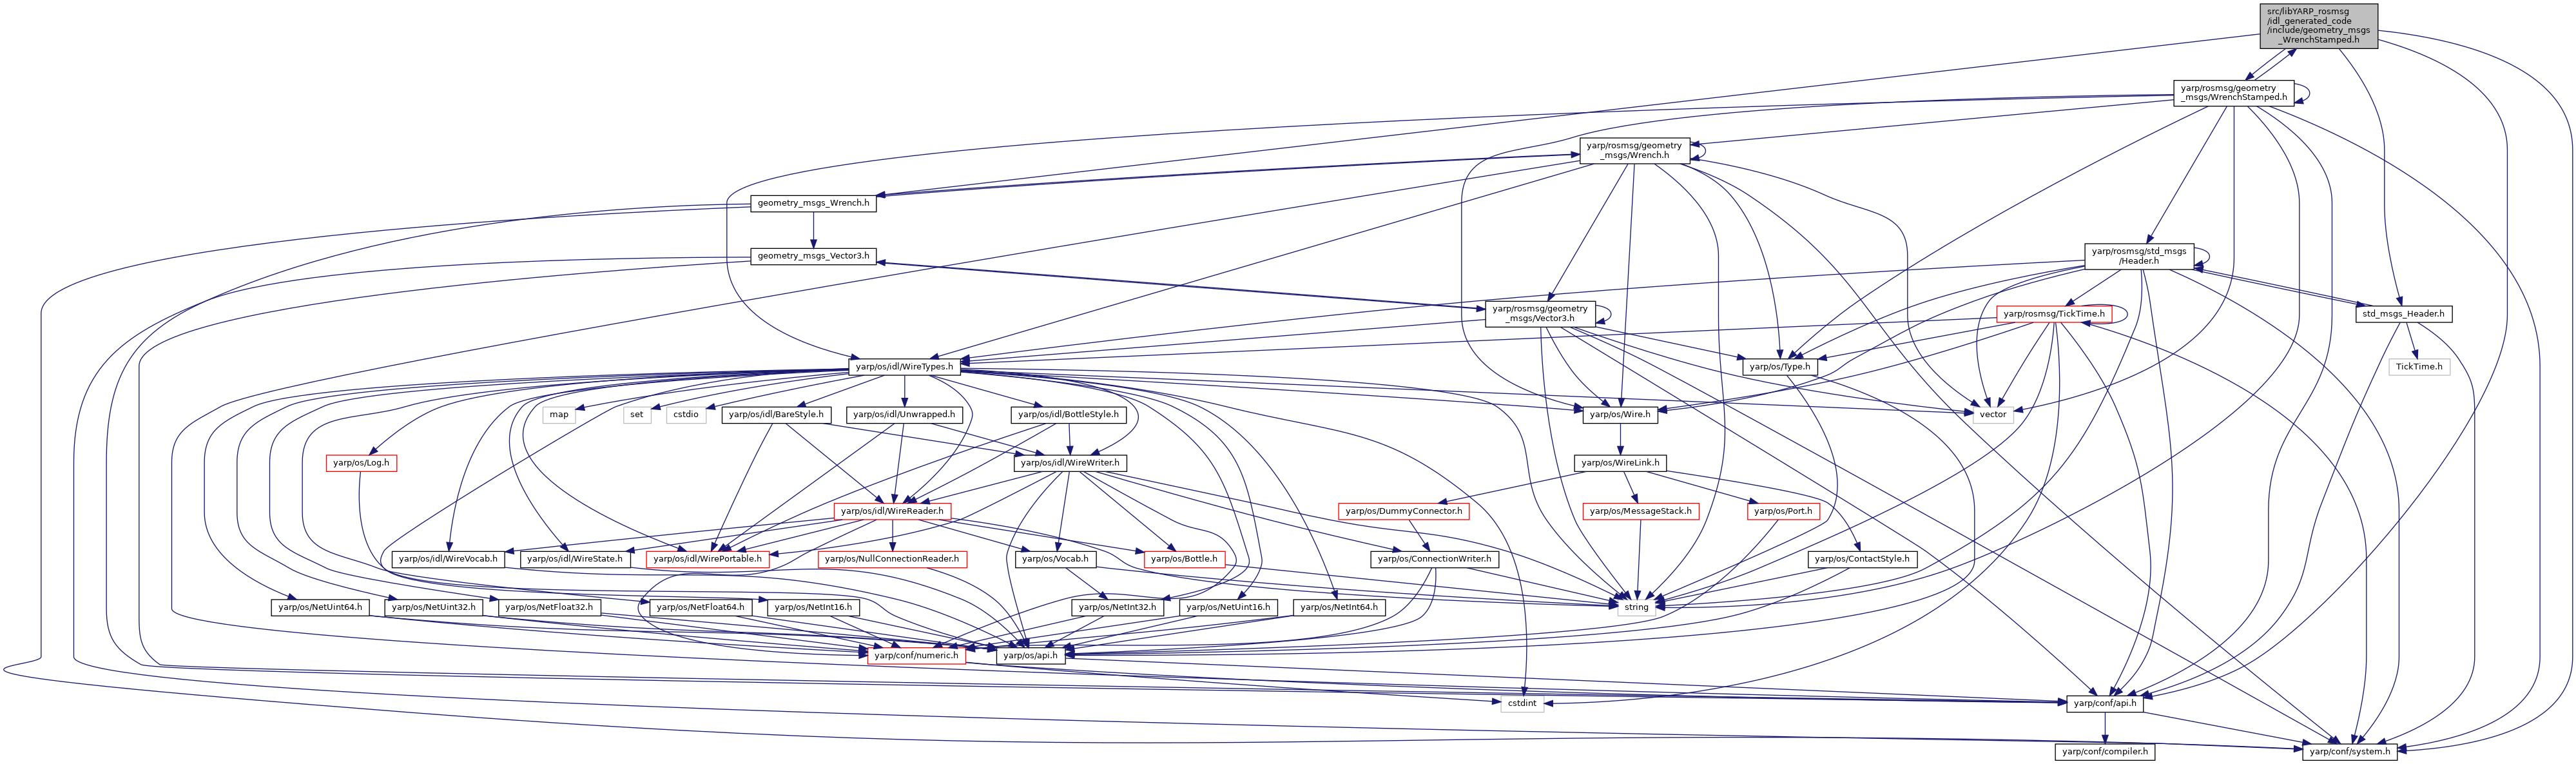 src/libYARP_rosmsg
/idl_generated_code
/include/geometry_msgs
_WrenchStamped.h
yarp/rosmsg/geometry
_msgs/WrenchStamped.h
yarp/rosmsg/geometry
_msgs/Wrench.h
geometry_msgs_Wrench.h
geometry_msgs_Vector3.h
yarp/rosmsg/std_msgs
/Header.h
yarp/rosmsg/geometry
_msgs/Vector3.h
yarp/rosmsg/TickTime.h
std_msgs_Header.h
yarp/os/idl/WireTypes.h
yarp/os/Type.h
TickTime.h
map
set
cstdio
yarp/os/idl/BareStyle.h
yarp/os/idl/Unwrapped.h
yarp/os/idl/BottleStyle.h
yarp/os/Wire.h
vector
yarp/os/Log.h
yarp/os/idl/WireWriter.h
yarp/os/WireLink.h
yarp/os/idl/WireReader.h
yarp/os/DummyConnector.h
yarp/os/MessageStack.h
yarp/os/Port.h
yarp/os/idl/WireVocab.h
yarp/os/idl/WireState.h
yarp/os/idl/WirePortable.h
yarp/os/NullConnectionReader.h
yarp/os/Vocab.h
yarp/os/Bottle.h
yarp/os/ConnectionWriter.h
yarp/os/ContactStyle.h
yarp/os/NetUint64.h
yarp/os/NetUint32.h
yarp/os/NetFloat32.h
yarp/os/NetFloat64.h
yarp/os/NetInt16.h
yarp/os/NetInt32.h
yarp/os/NetUint16.h
yarp/os/NetInt64.h
string
yarp/conf/numeric.h
yarp/os/api.h
cstdint
yarp/conf/api.h
yarp/conf/compiler.h
yarp/conf/system.h